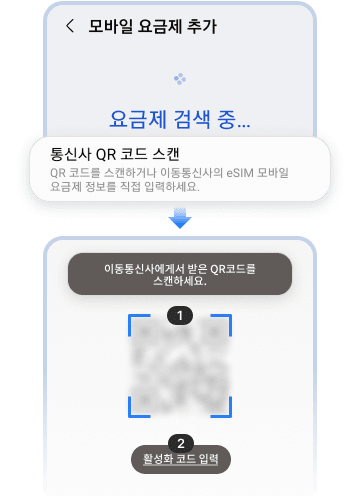 모바일 요금제 추가
요금제 검색 중...
통신사 QR 코드 스캔
QR 코드를 스캔하거나 이동통신사의 eSIM 모바일
요금제 정보를 직접 입력하세요.
이동통신사에게서 받은 QR코드를
스캔하세요.
1
2
활성화 코드 입력